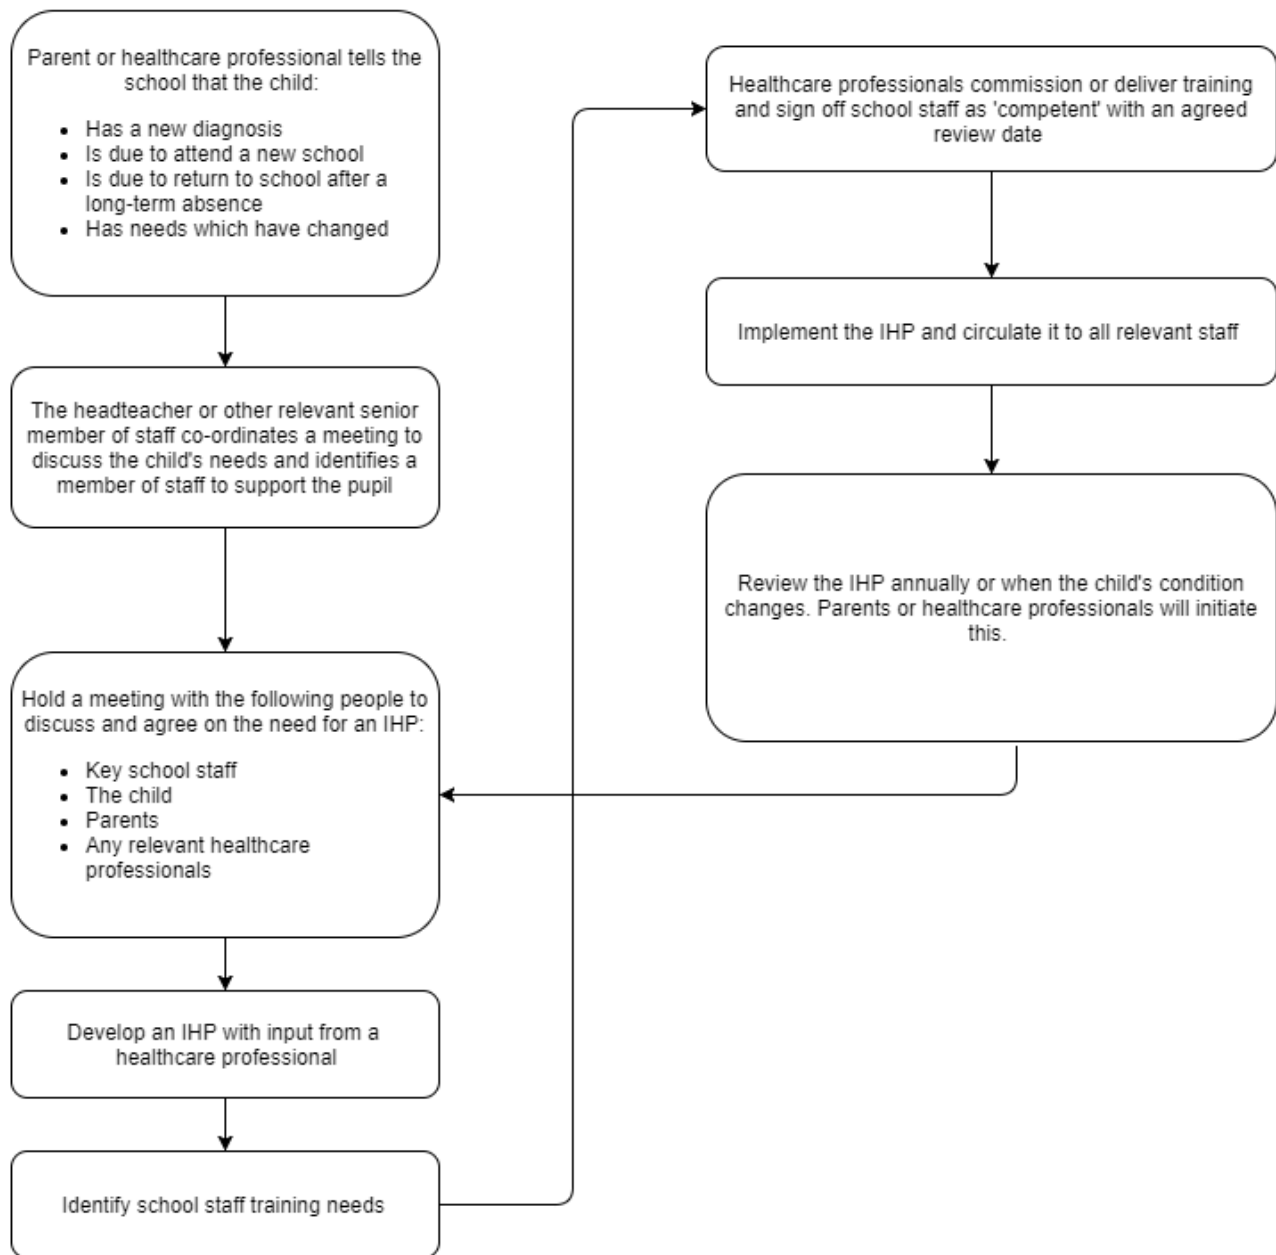 Parent or healthcare professional tells the
school that the child:
• Has a new diagnosis
• Is due to attend a new school
• Is due to return to school after a
long-term absence
• Has needs which have changed
The headteacher or other relevant senior
member of staff co-ordinates a meeting to
discuss the child's needs and identifies a
member of staff to support the pupil
Hold a meeting with the following people to
discuss and agree on the need for an IHP:
• Key school staff
• The child
• Parents
• Any relevant healthcare
professionals
Develop an IHP with input from a
healthcare professional
Identify school staff training needs
Healthcare professionals commission or deliver training
and sign off school staff as 'competent' with an agreed
review date
Implement the IHP and circulate it to all relevant staff
Review the IHP annually or when the child's condition
changes. Parents or healthcare professionals will initiate
this.